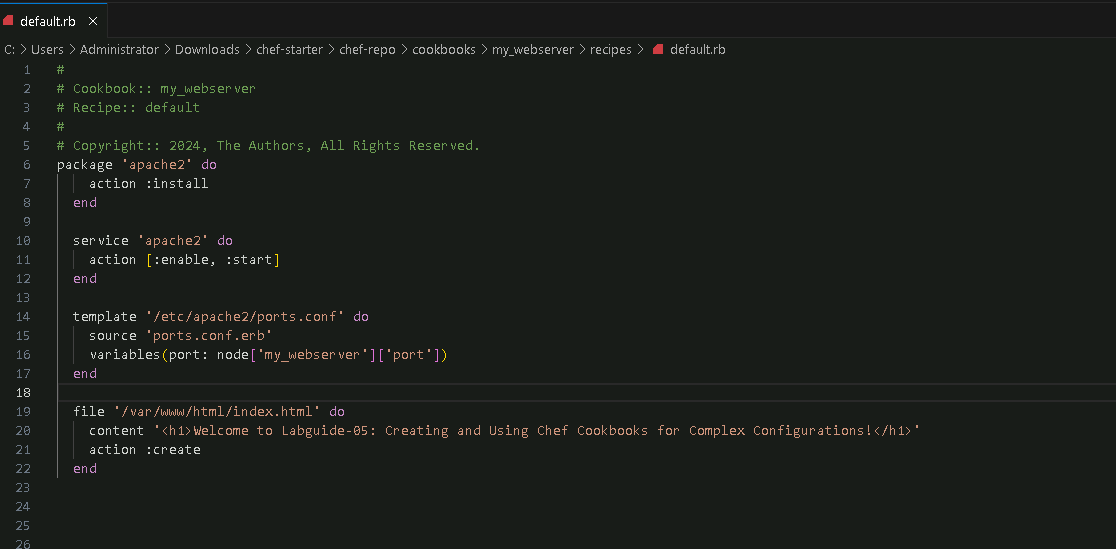 default.rb ×
C: > Users > Administrator > Downloads > chef-starter > chef-repo > cookbooks > my_webserver > recipes > default.rb
1 #
2 # Cookbook:: my_webserver
3 # Recipe:: default
4 #
5 # Copyright:: 2024, The Authors, All Rights Reserved.
6 package 'apache2' do
7 action :install
8 end
9
10 service 'apache2' do
11 action [:enable, :start]
12 end
13
14 template '/etc/apache2/ports.conf' do
15 source 'ports.conf.erb'
16 variables(port: node['my_webserver']['port'])
17 end
18
19 file '/var/www/html/index.html' do
20 content '<h1>Welcome to Labguide-05: Creating and Using Chef Cookbooks for Complex Configurations!</h1>'
21 action :create
22 end
23
24
25
26